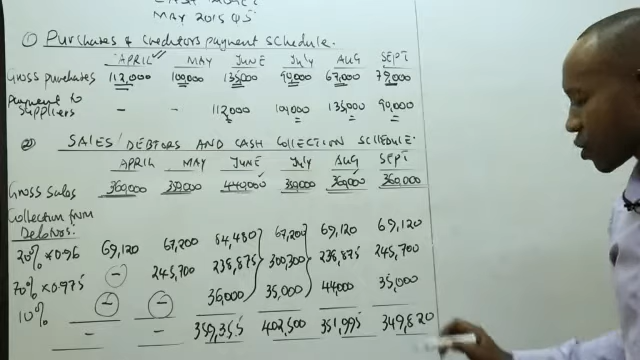 MAY 2015 Q5
① Purchases & Creditors payment schedule.
APRIL MAY JUNE July AUG SEPT
Gross purchases 112,000 109,000 135,000 90,000 67,000 79,000
payment to suppliers - - 112,000 109,000 135,000 90,000
② SALES/DEBTORS AND CASH COLLECTION SCHEDULE.
APRIL MAY JUNE July AUG SEPT
Gross Sales 360,000 350,000 440,000 350,000 360,000 360,000
Collection from
Debtors.
20% x 0.96 69,120 67,200 84,480 67,200 69,120 69,120
70% x 0.975 - 245,700 238,875 300,300 238,875 245,700
10% - - 36,000 35,000 44,000 35,000
- - 359,355 402,500 351,995 349,820